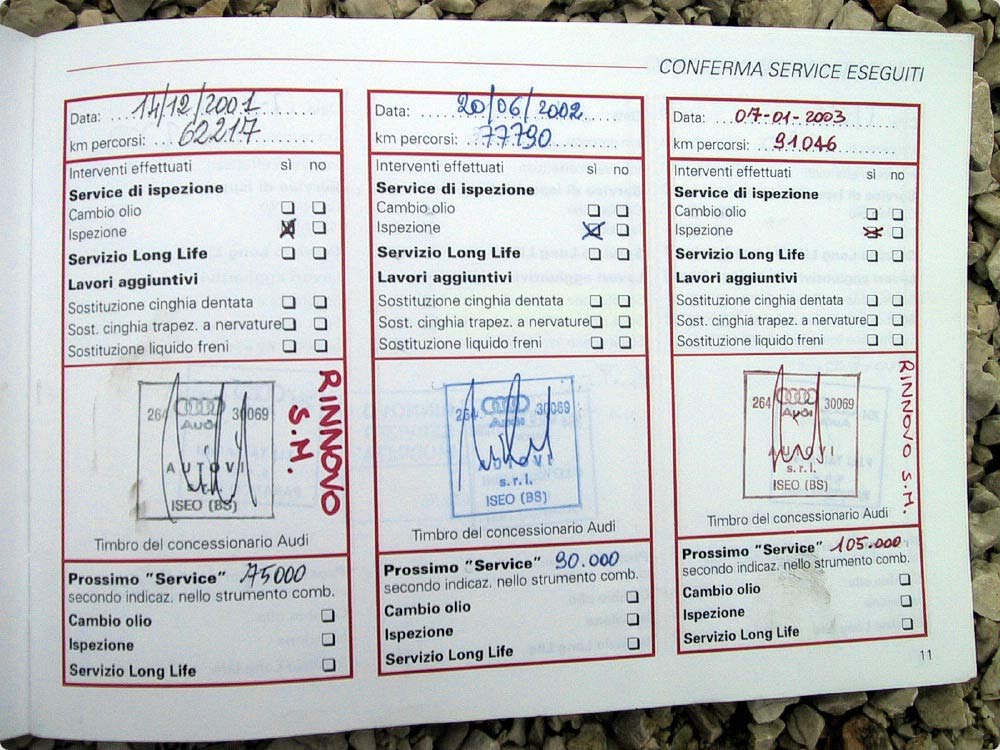 CONFERMA SERVICE ESEGUITI
Data: 14/12/2001
km percorsi: 62217
Interventi effettuati sì no
Service di ispezione
Cambio olio
Ispezione
Servizio Long Life
Lavori aggiuntivi
Sostituzione cinghia dentata
Sost. cinghia trapez. a nervature
Sostituzione liquido freni
264 30069
Audi
AUTOVI
ISEO (BS)
RINNOVO
S.M.
Timbro del concessionario Audi
Prossimo "Service" 75000
secondo indicaz. nello strumento comb.
Cambio olio
Ispezione
Servizio Long Life
Data: 20/06/2002
km percorsi: 77790
Interventi effettuati sì no
Service di ispezione
Cambio olio
Ispezione
Servizio Long Life
Lavori aggiuntivi
Sostituzione cinghia dentata
Sost. cinghia trapez. a nervature
Sostituzione liquido freni
264 30069
Audi
AUTOVI
s.r.l.
ISEO (BS)
Timbro del concessionario Audi
Prossimo "Service" 90.000
secondo indicaz. nello strumento comb.
Cambio olio
Ispezione
Servizio Long Life
Data: 07-01-2003
km percorsi: 91046
Interventi effettuati sì no
Service di ispezione
Cambio olio
Ispezione
Servizio Long Life
Lavori aggiuntivi
Sostituzione cinghia dentata
Sost. cinghia trapez. a nervature
Sostituzione liquido freni
264 30069
Audi
AUTOVI
s.r.l.
ISEO (BS)
RINNOVO S.M.
Timbro del concessionario Audi
Prossimo "Service" 105.000
secondo indicaz. nello strumento comb.
Cambio olio
Ispezione
Servizio Long Life
11